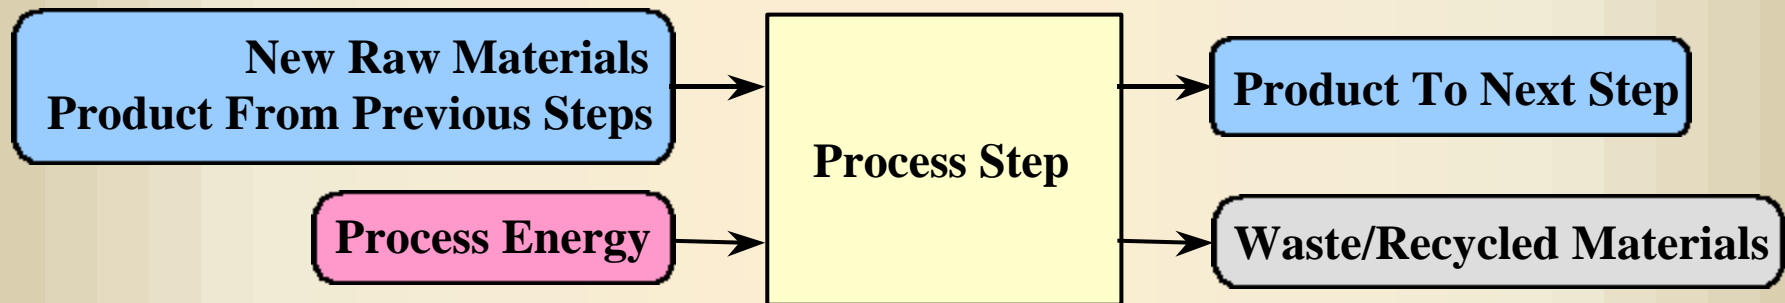 New Raw Materials
Product From Previous Steps
Process Energy
Process Step
Product To Next Step
Waste/Recycled Materials